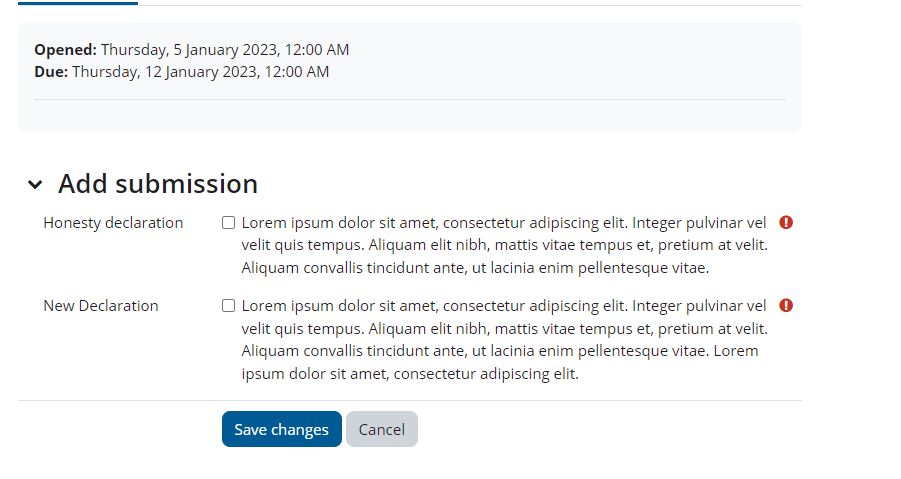 Opened: Thursday, 5 January 2023, 12:00 AM
Due: Thursday, 12 January 2023, 12:00 AM
Add submission
Honesty declaration
Lorem ipsum dolor sit amet, consectetur adipiscing elit. Integer pulvinar vel
velit quis tempus. Aliquam elit nibh, mattis vitae tempus et, pretium at velit.
Aliquam convallis tincidunt ante, ut lacinia enim pellentesque vitae.
New Declaration
Lorem ipsum dolor sit amet, consectetur adipiscing elit. Integer pulvinar vel
velit quis tempus. Aliquam elit nibh, mattis vitae tempus et, pretium at velit.
Aliquam convallis tincidunt ante, ut lacinia enim pellentesque vitae. Lorem
ipsum dolor sit amet, consectetur adipiscing elit.
Save changes
Cancel